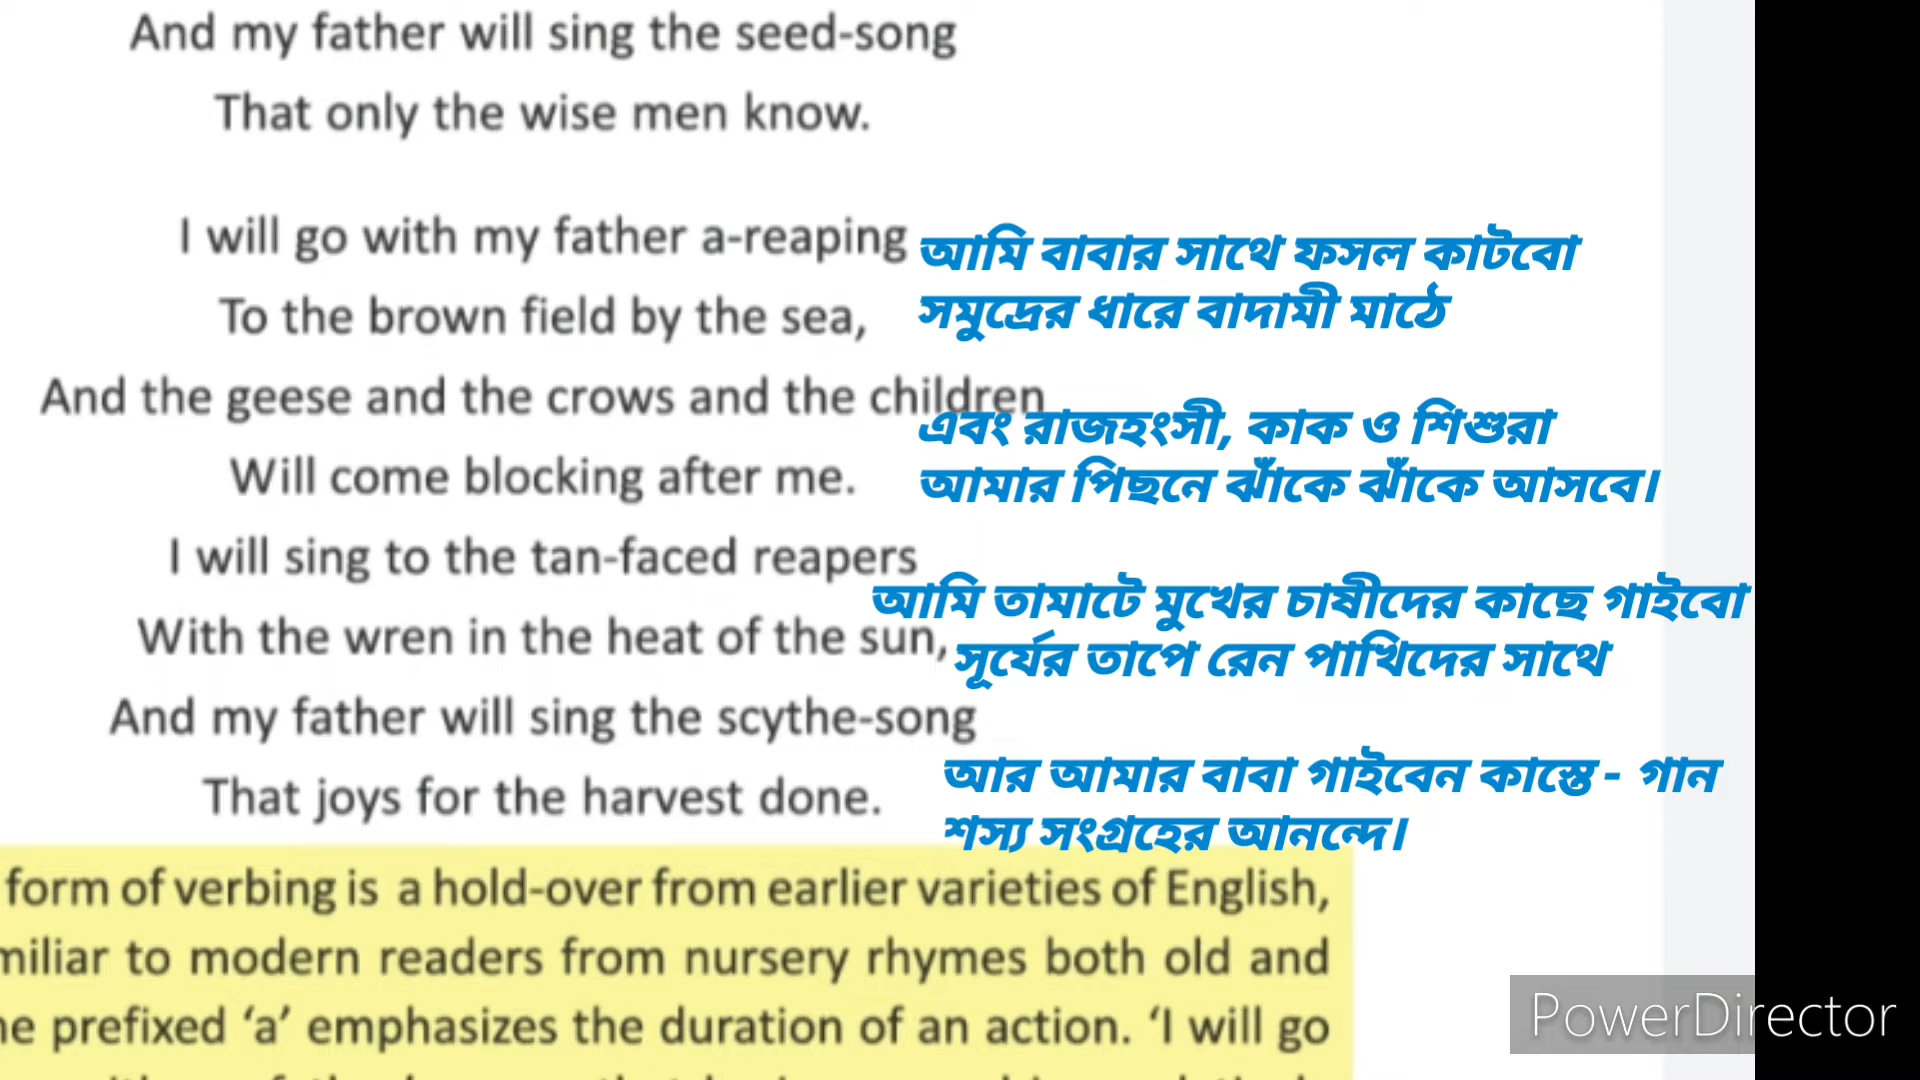 And my father will sing the seed-song
That only the wise men know.
I will go with my father a-reaping
To the brown field by the sea,
And the geese and the crows and the children
Will come blocking after me.
I will sing to the tan-faced reapers
With the wren in the heat of the sun,
And my father will sing the scythe-song
That joys for the harvest done.
আমি বাবার সাথে ফসল কাটবো
সমুদ্রের ধারে বাদামী মাঠে
এবং রাজহংসী, কাক ও শিশুরা
আমার পিছনে ঝাঁকে ঝাঁকে আসবে।
আমি তামাটে মুখের চাষীদের কাছে গাইবো
সূর্যের তাপে রেন পাখিদের সাথে
আর আমার বাবা গাইবেন কাস্তে - গান
শস্য সংগ্রহের আনন্দে।
form of verbing is a hold-over from earlier varieties of English,
to modern readers from nursery rhymes both old and
prefixed ‘a’ emphasizes the duration of an action. ‘I will go
PowerDirector